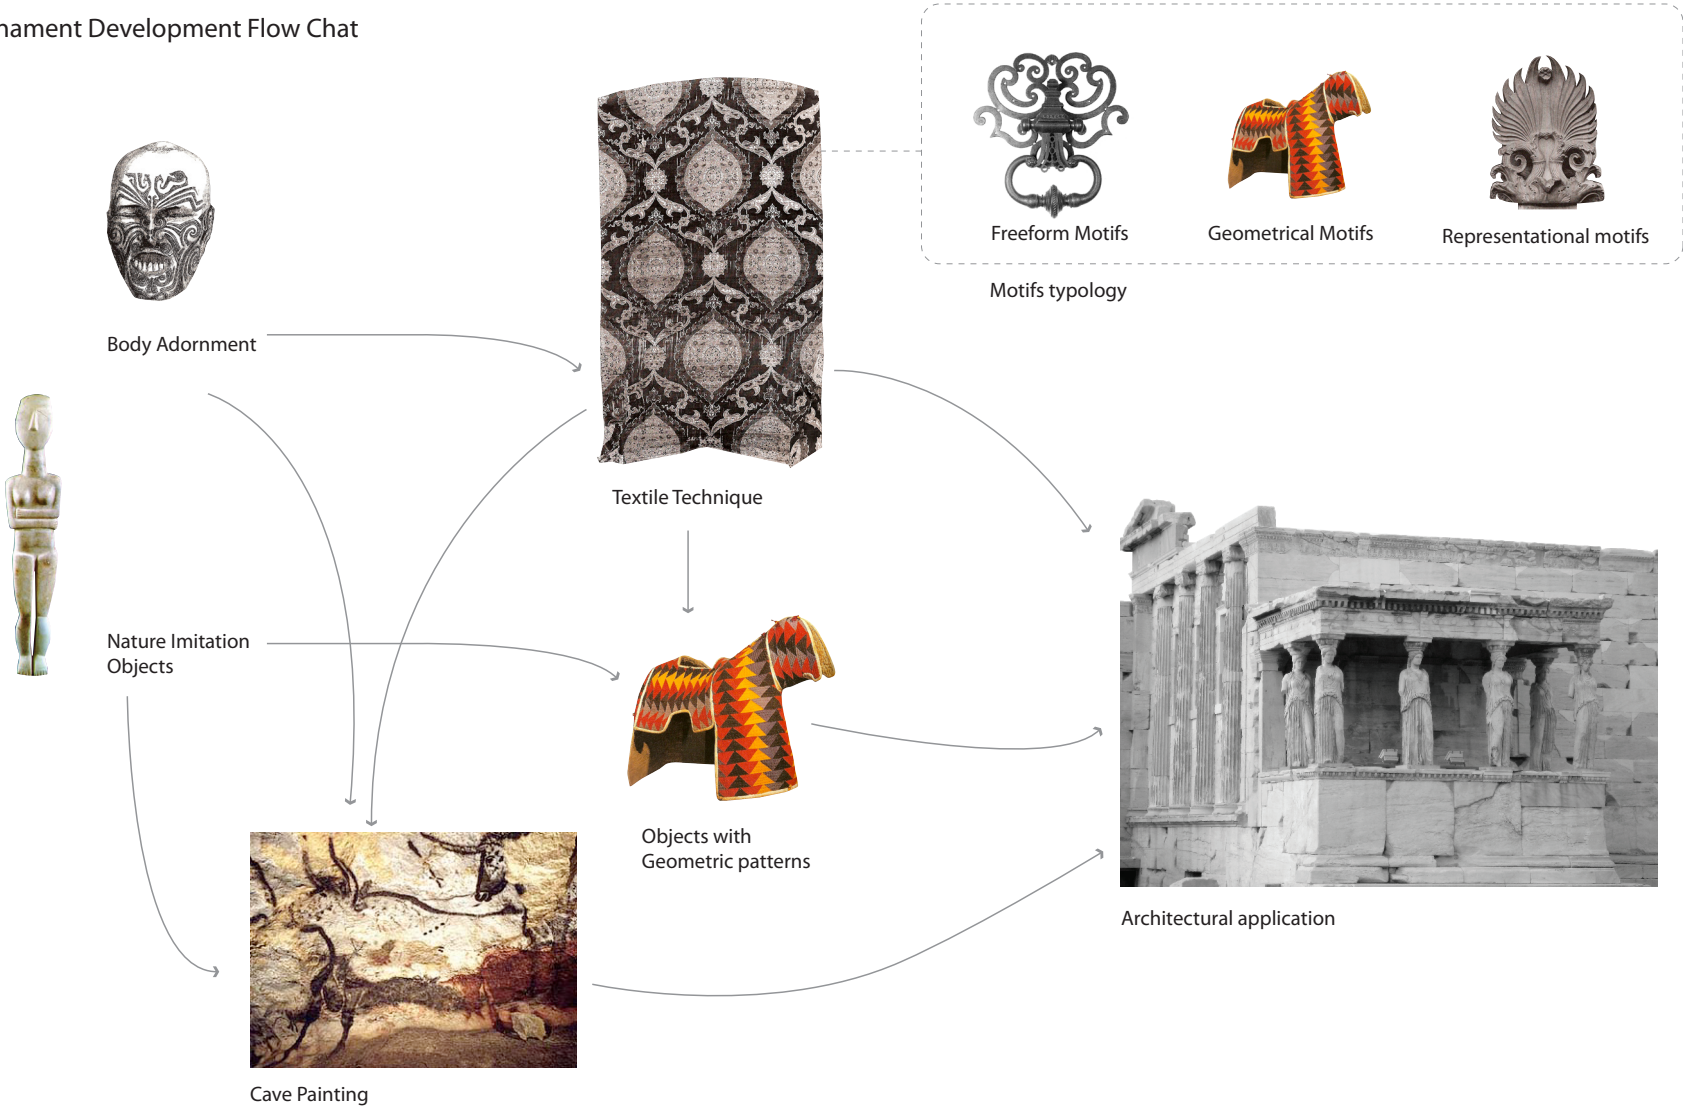 nament Development Flow Chat
Freeform Motifs
Geometrical Motifs
Representational motifs
Motifs typology
Body Adornment
Textile Technique
Nature Imitation
Objects
Objects with
Geometric patterns
Architectural application
Cave Painting